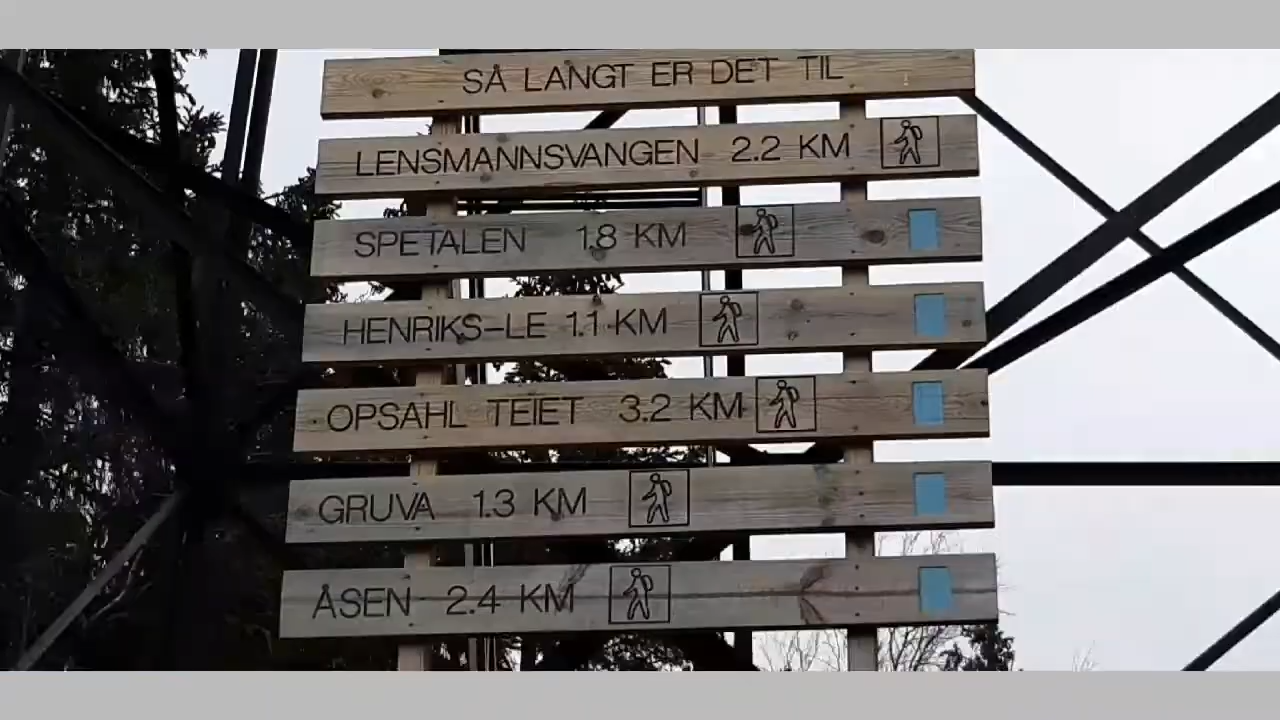 SÅ LANGT ER DET TIL
LENSMANNSVANGEN 2.2 KM
SPETALEN 1.8 KM
HENRIKS-LE 1.1 KM
OPSAHL TEIET 3.2 KM
GRUVA 1.3 KM
ÅSEN 2.4 KM